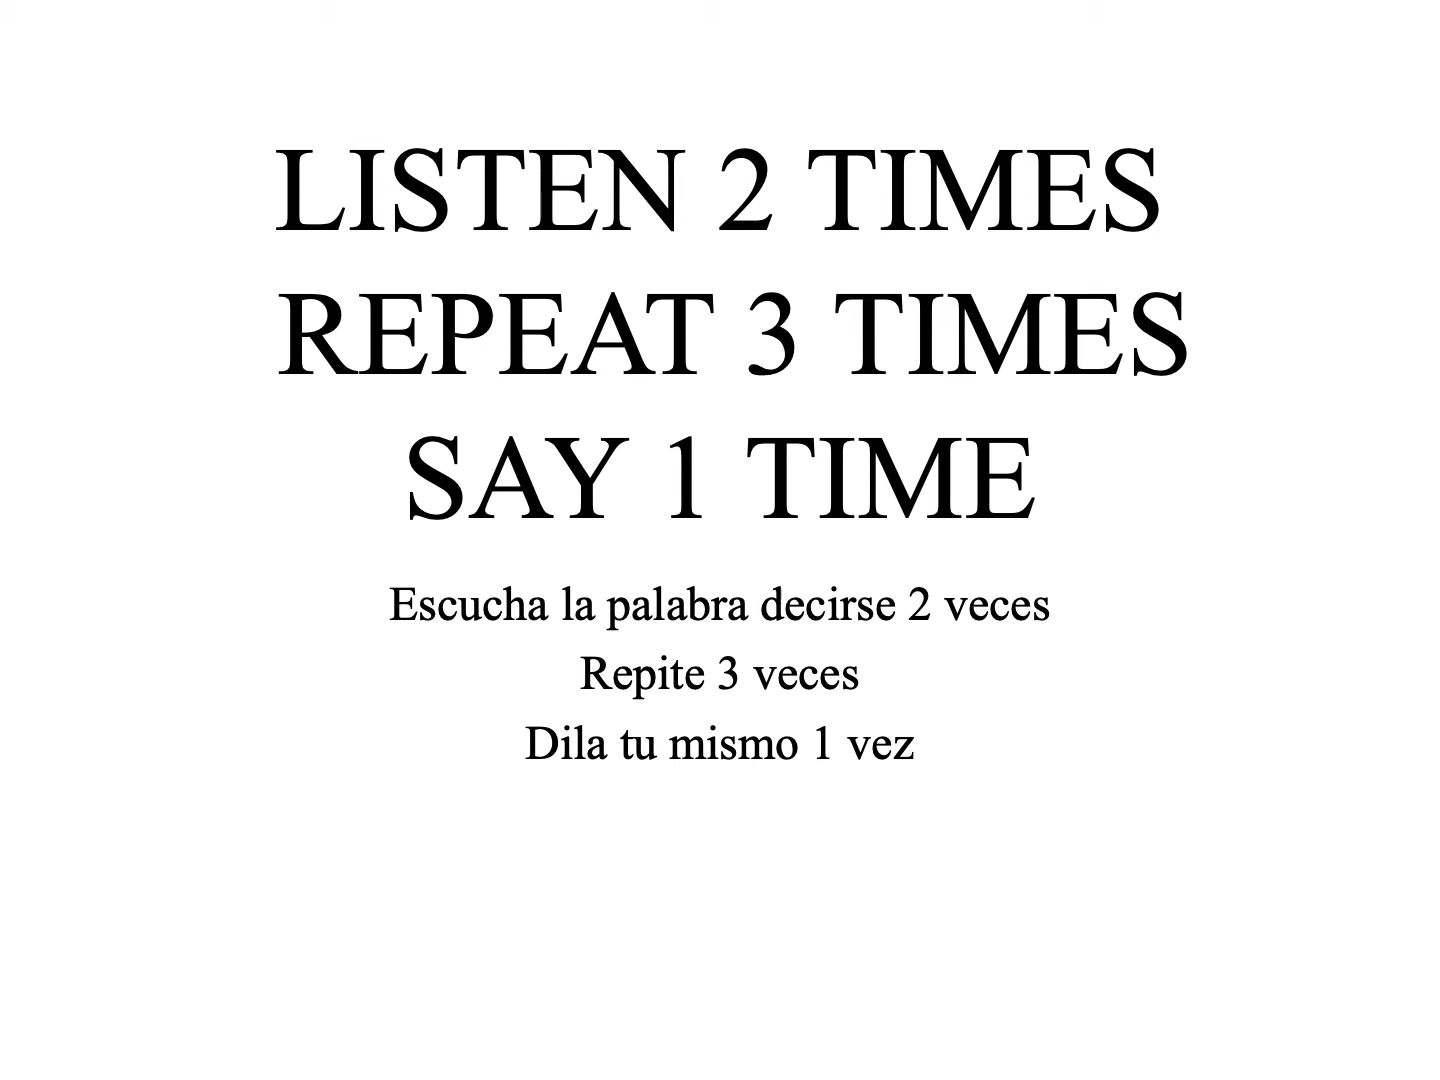 LISTEN 2 TIMES
REPEAT 3 TIMES
SAY 1 TIME
Escucha la palabra decirse 2 veces
Repite 3 veces
Dila tu mismo 1 vez